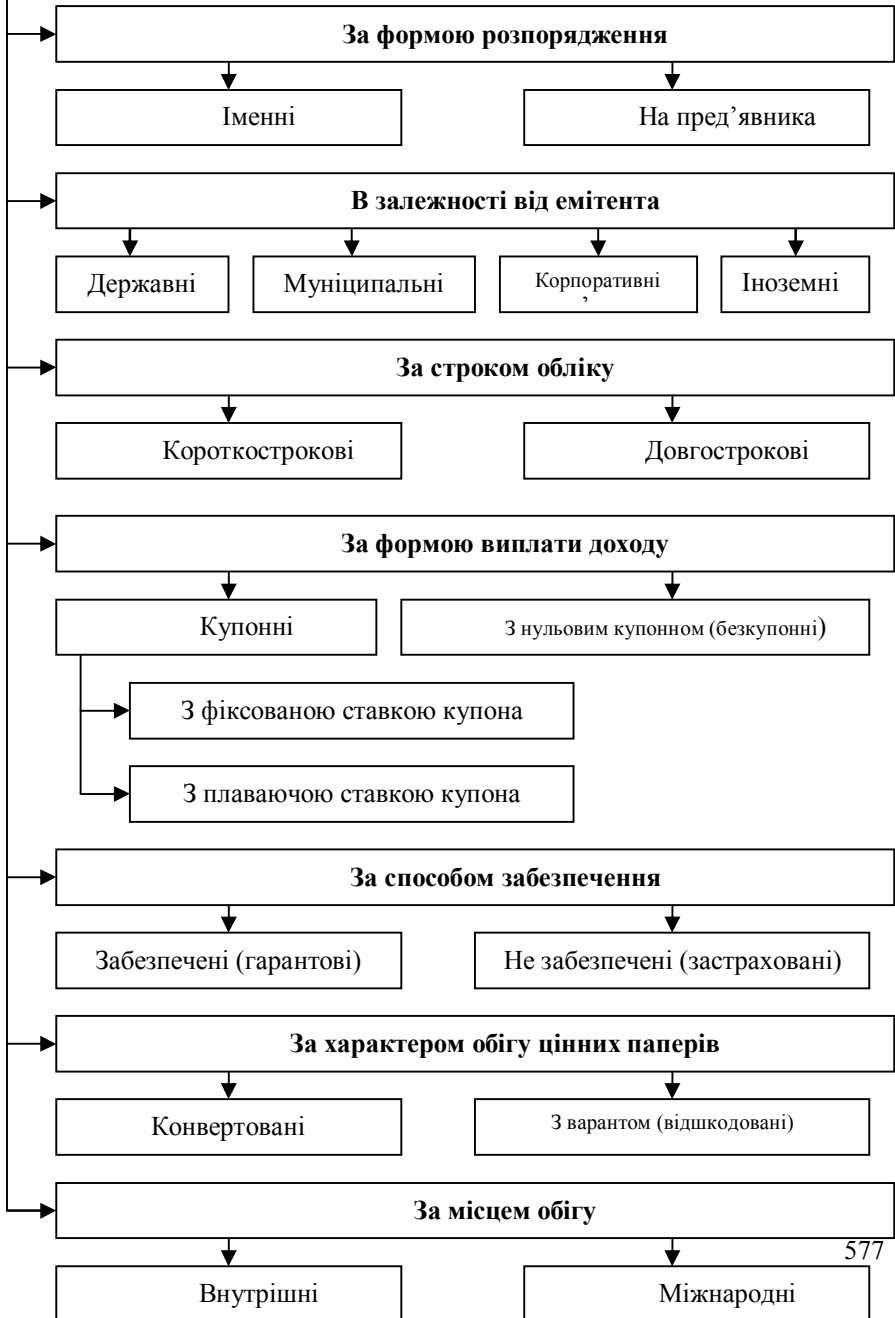 За формою розпорядження
Іменні
На пред’явника
В залежності від емітента
Державні
Муніципальні
Корпоративні
Іноземні
За строком обліку
Короткострокові
Довгострокові
За формою виплати доходу
Купонні
З нульовим купонном (безкупонні)
З фіксованою ставкою купона
З плаваючою ставкою купона
За способом забезпечення
Забезпечені (гарантові)
Не забезпечені (застраховані)
За характером обігу цінних паперів
Конвертовані
З варантом (відшкодовані)
За місцем обігу
577
Внутрішні
Міжнародні